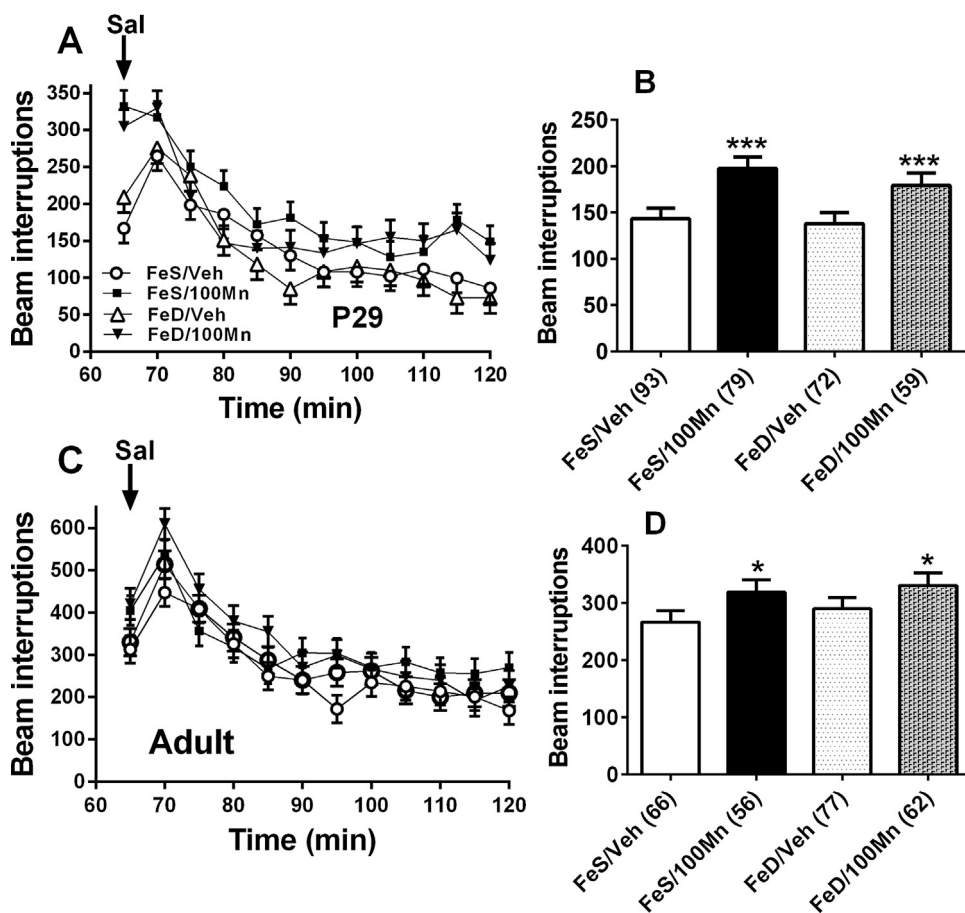 Sal
A
Beam interruptions
350
300
250
200
150
100
50
0
FeS/Veh
FeS/100Mn
FeD/Veh
FeD/100Mn
P29
60 70 80 90 100 110 120
Time (min)
B
Beam interruptions
250
200
150
100
50
0
*** ***
FeS/Veh (93)
FeS/100Mn (79)
FeD/Veh (72)
FeD/100Mn (59)
C
Sal
Beam interruptions
600
500
400
300
200
100
0
Adult
60 70 80 90 100 110 120
Time (min)
D
Beam interruptions
400
300
200
100
0
* *
FeS/Veh (66)
FeS/100Mn (56)
FeD/Veh (77)
FeD/100Mn (62)